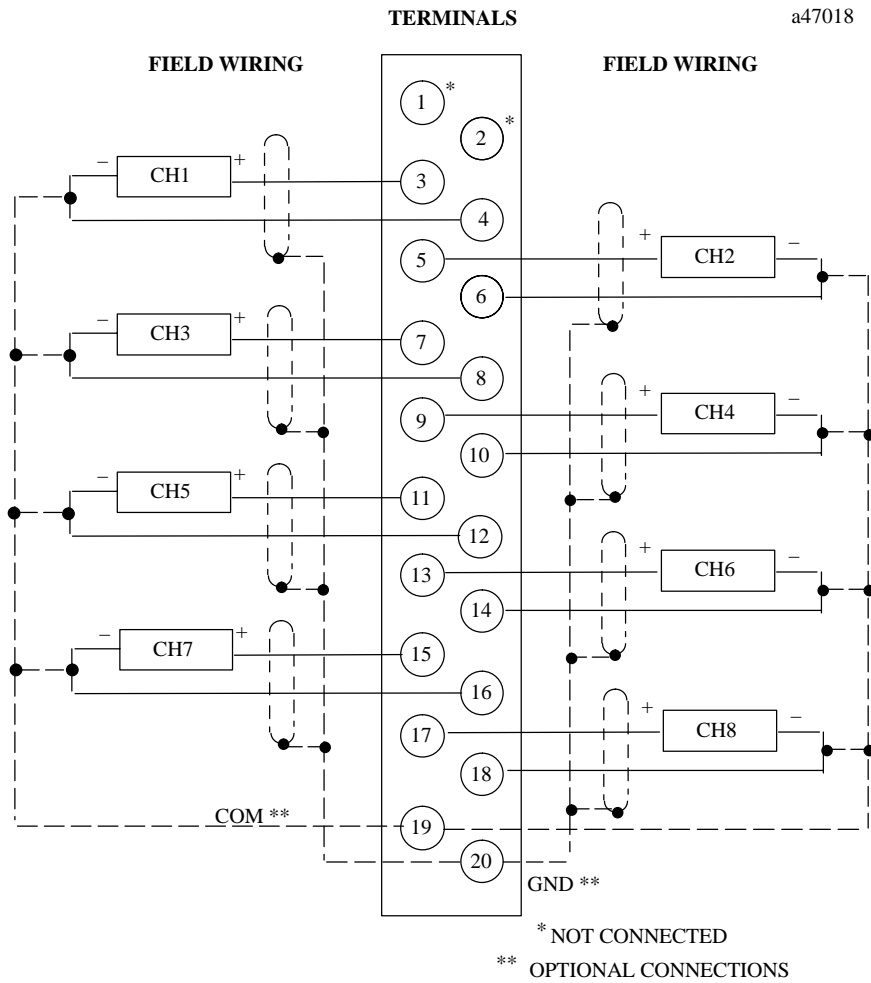 TERMINALS
a47018
FIELD WIRING
FIELD WIRING
1 *
2 *
− CH1 +
3
4
5
+ CH2 −
6
− CH3 +
7
8
9
+ CH4 −
10
− CH5 +
11
12
13
+ CH6 −
14
− CH7 +
15
16
17
+ CH8 −
18
COM **
19
20
GND **
* NOT CONNECTED
** OPTIONAL CONNECTIONS